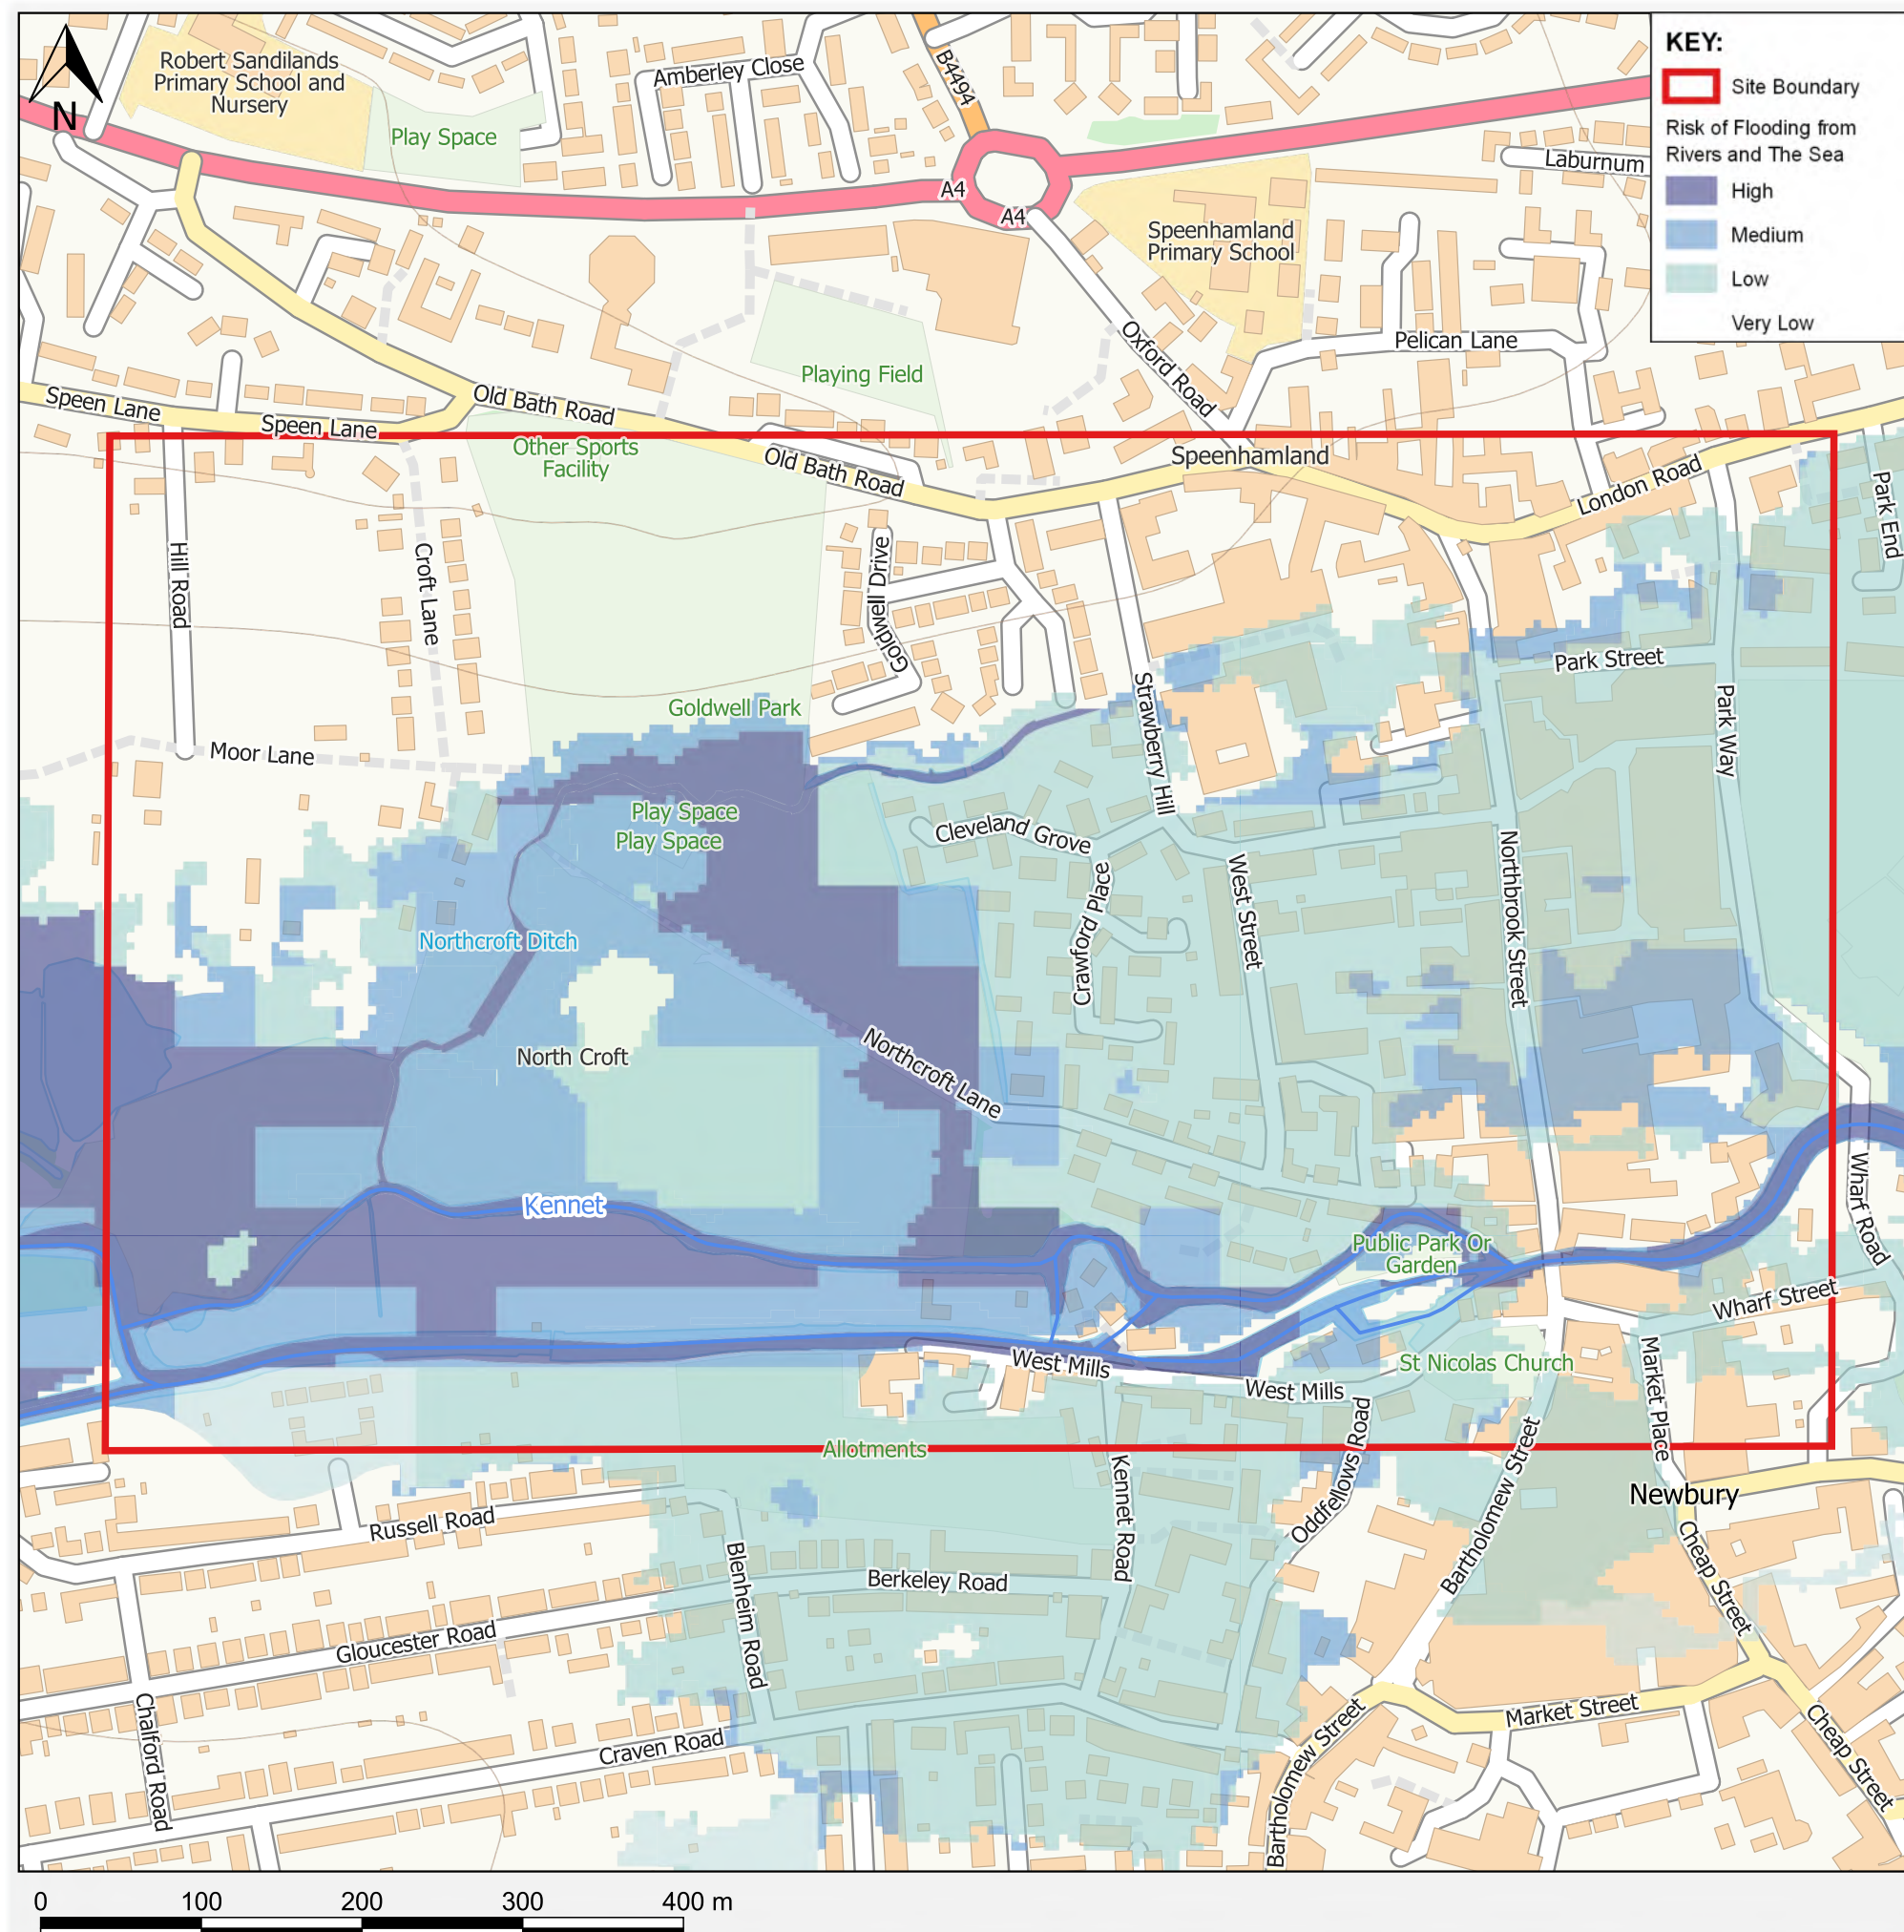 KEY:
Site Boundary
Risk of Flooding from
Rivers and The Sea
High
Medium
Low
Very Low
N
Robert Sandilands
Primary School and
Nursery
Play Space
Amberley Close
B4494
A4
A4
Laburnum
Speenhamland
Primary School
Pelican Lane
Oxford Road
Playing Field
Speen Lane
Speen Lane
Old Bath Road
Other Sports
Facility
Old Bath Road
Speenhamland
London Road
Park End
Hill Road
Croft Lane
Goldwell Drive
Goldwell
Strawberry Hill
Park Street
Park Way
Goldwell Park
Moor Lane
Play Space
Play Space
Cleveland Grove
Crawford Place
West Street
Northbrook Street
Northcroft Ditch
North Croft
Northcroft Lane
Kennet
Public Park Or
Garden
Wharf Road
Wharf Street
West Mills
West Mills
St Nicolas Church
Market Place
Allotments
Kennet Road
Oddfellows Road
Bartholomew Street
Newbury
Russell Road
Blenheim Road
Berkeley Road
Cheap Street
Gloucester Road
Chalford Road
Craven Road
Bartholomew Street
Market Street
Cheap Street
0 100 200 300 400 m